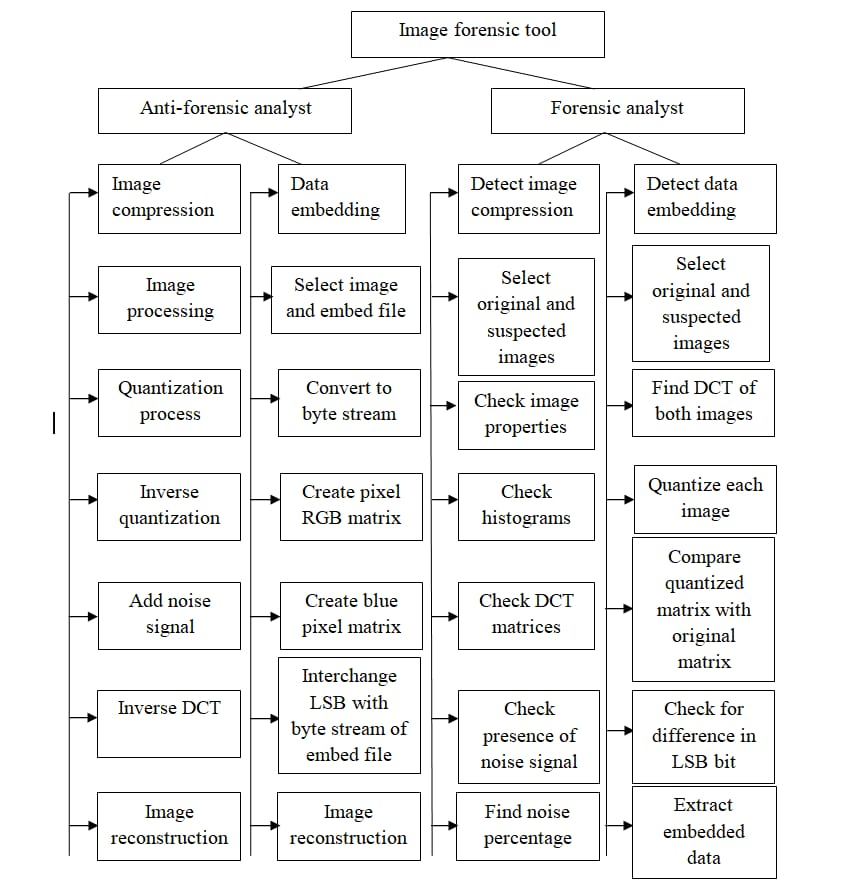 Image forensic tool
Anti-forensic analyst
Forensic analyst
Image
compression
Data
embedding
Detect image
compression
Detect data
embedding
Image
processing
Select image
and embed file
Select
original and
suspected
images
Select
original and
suspected
images
Quantization
process
Convert to
byte stream
Check image
properties
Find DCT of
both images
Inverse
quantization
Create pixel
RGB matrix
Check
histograms
Quantize each
image
Add noise
signal
Create blue
pixel matrix
Check DCT
matrices
Compare
quantized
matrix with
original
matrix
Inverse DCT
Interchange
LSB with
byte stream of
embed file
Check
presence of
noise signal
Check for
difference in
LSB bit
Image
reconstruction
Image
reconstruction
Find noise
percentage
Extract
embedded
data